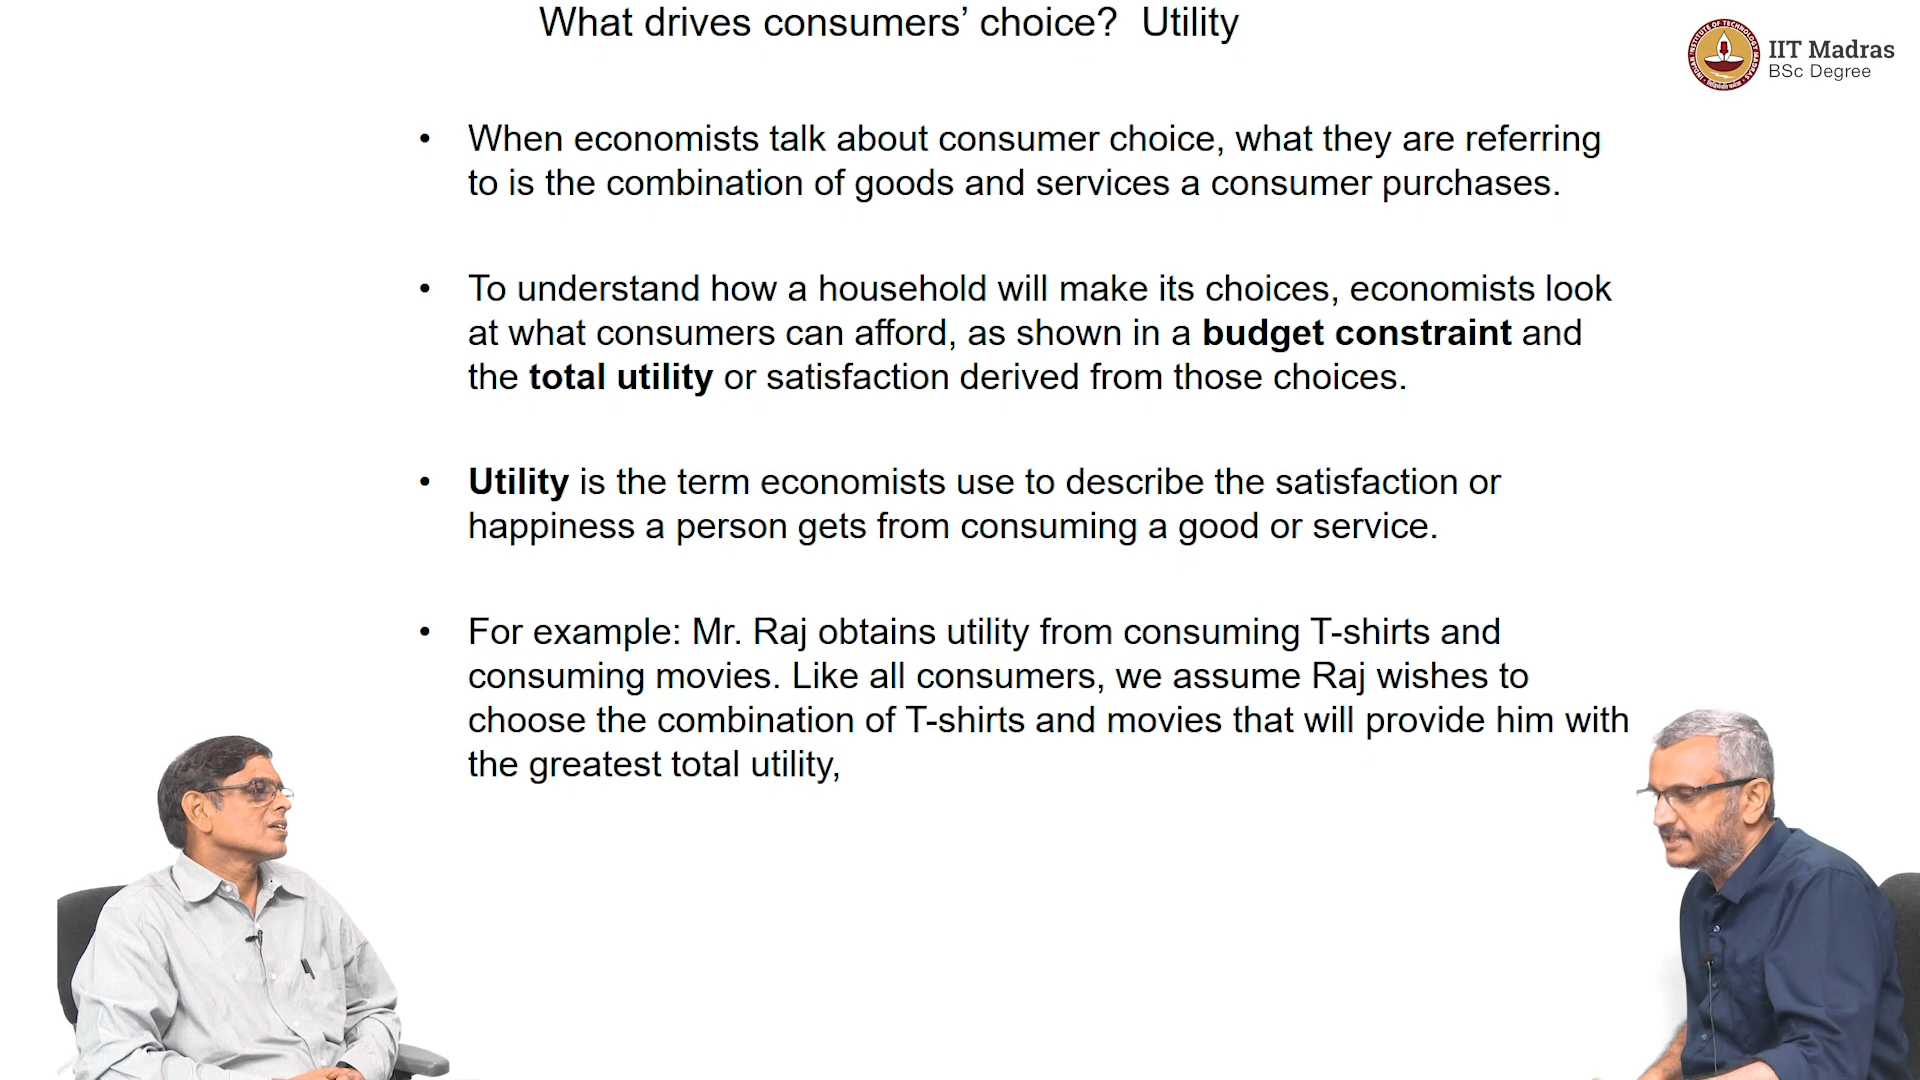 What drives consumers’ choice?  Utility
IIT Madras
BSc Degree
• When economists talk about consumer choice, what they are referring
to is the combination of goods and services a consumer purchases.
• To understand how a household will make its choices, economists look
at what consumers can afford, as shown in a budget constraint and
the total utility or satisfaction derived from those choices.
• Utility is the term economists use to describe the satisfaction or
happiness a person gets from consuming a good or service.
• For example: Mr. Raj obtains utility from consuming T-shirts and
consuming movies. Like all consumers, we assume Raj wishes to
choose the combination of T-shirts and movies that will provide him with
the greatest total utility,